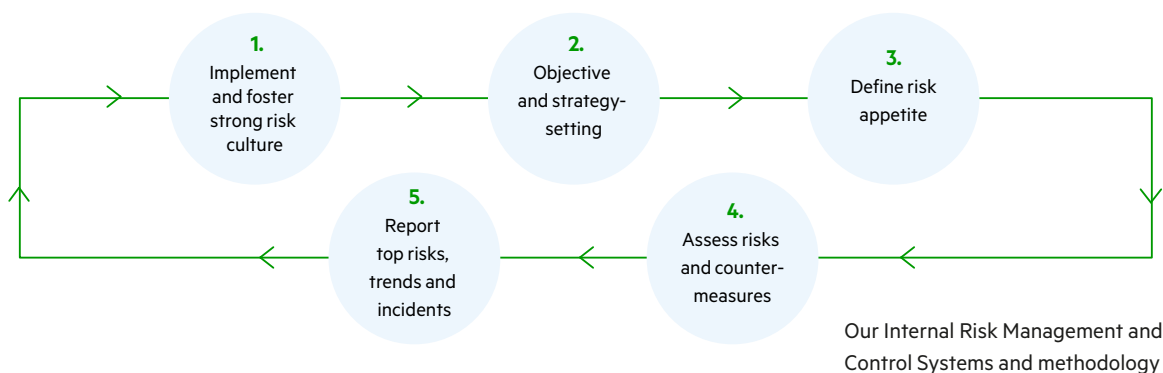 1.
Implement
and foster
strong risk
culture
2.
Objective
and strategy-
setting
3.
Define risk
appetite
4.
Assess risks
and counter-
measures
5.
Report
top risks,
trends and
incidents
Our Internal Risk Management and
Control Systems and methodology